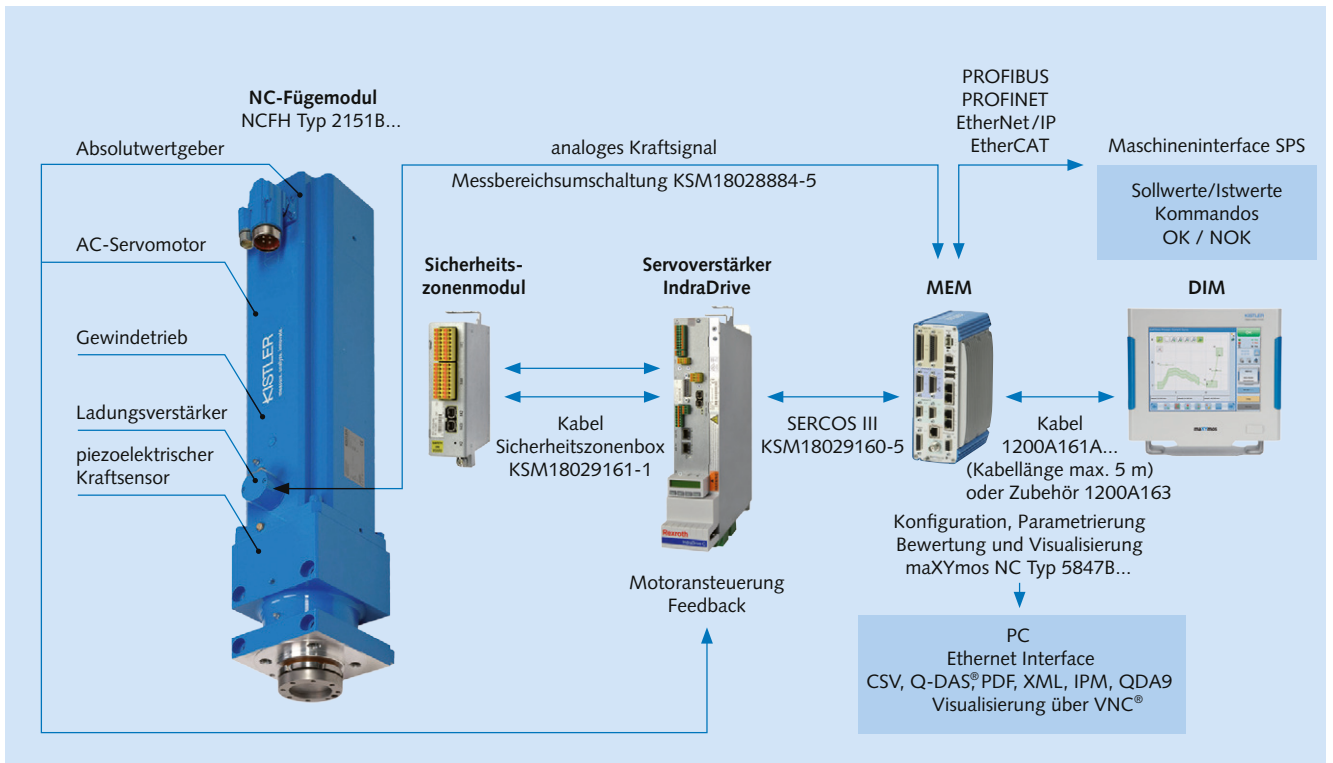 NC-Fügemodul
NCFH Typ 2151B...
Absolutwertgeber
AC-Servomotor
Gewindetrieb
Ladungsverstärker
piezoelektrischer
Kraftsensor
KISTLER
analoges Kraftsignal
Messbereichsumschaltung KSM18028884-5
PROFIBUS
PROFINET
EtherNet/IP
EtherCAT
Maschineninterface SPS
Sollwerte/Istwerte
Kommandos
OK / NOK
Sicherheits-
zonenmodul
Servoverstärker
IndraDrive
MEM
DIM
Kabel
Sicherheitszonenbox
KSM18029161-1
SERCOS III
KSM18029160-5
Kabel
1200A161A...
(Kabellänge max. 5 m)
oder Zubehör 1200A163
Rexroth
KISTLER
maXYmos
Konfiguration, Parametrierung
Bewertung und Visualisierung
maXYmos NC Typ 5847B...
Motoransteuerung
Feedback
PC
Ethernet Interface
CSV, Q-DAS®, PDF, XML, IPM, QDA9
Visualisierung über VNC®